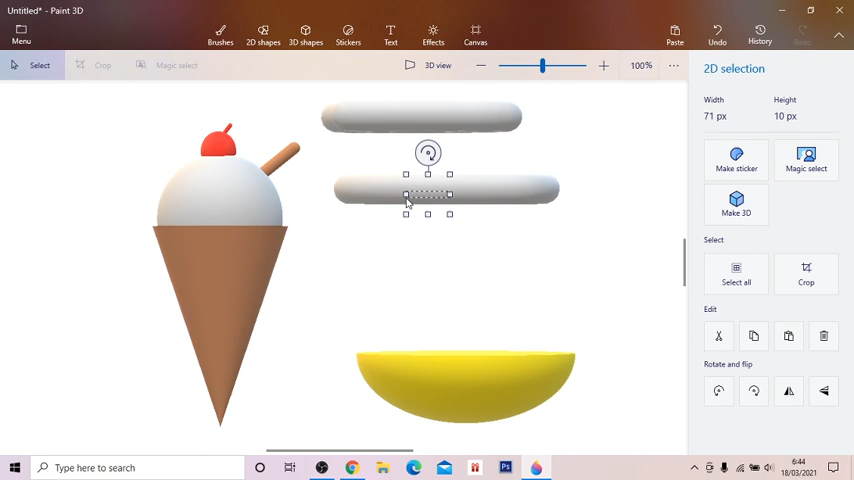 Untitled* - Paint 3D
Menu
Brushes
2D shapes
3D shapes
Stickers
Text
Effects
Canvas
Paste
Undo
History
Redo
Select
Crop
Magic select
3D view
100%
2D selection
Width
Height
71 px
10 px
Make sticker
Magic select
Make 3D
Select
Select all
Crop
Edit
Rotate and flip
Type here to search
Ps
6:44
18/03/2021